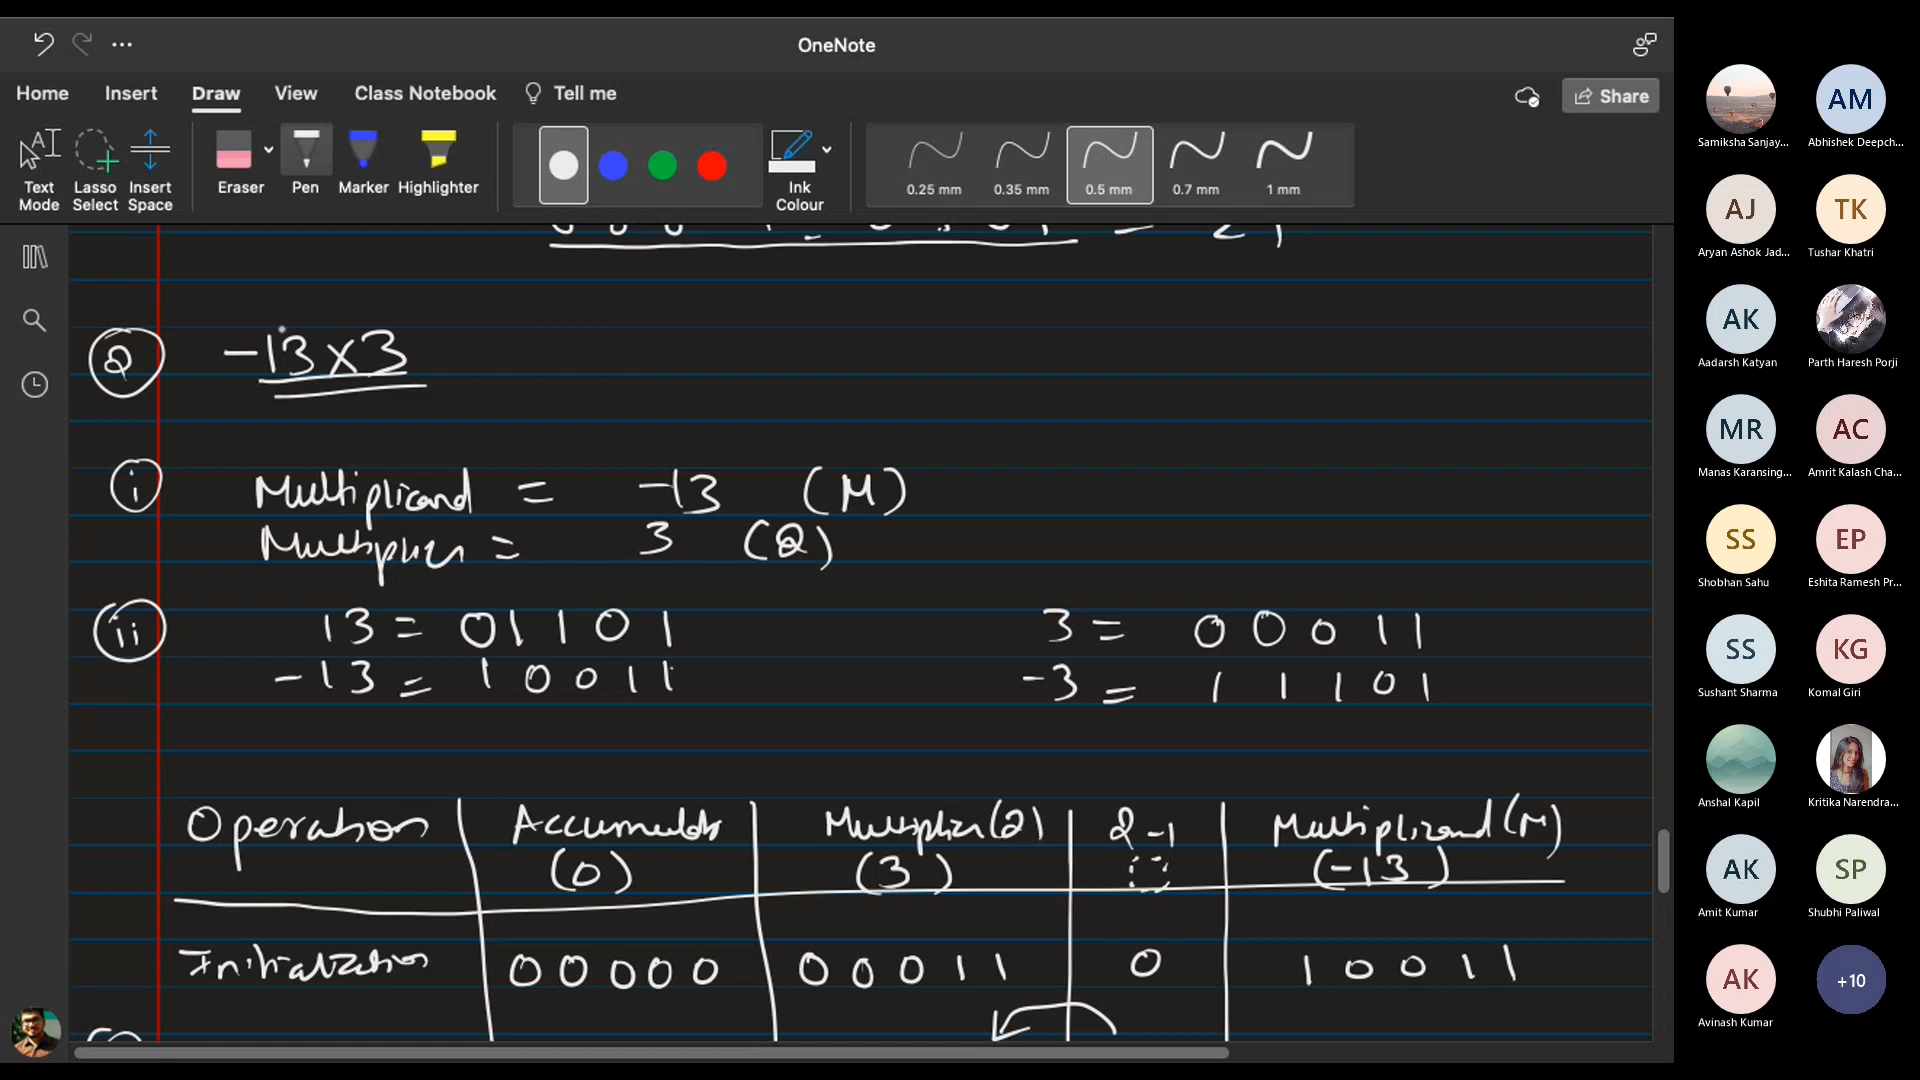 OneNote
Home Insert Draw View Class Notebook Tell me Share
Text Mode Lasso Select Insert Space Eraser Pen Marker Highlighter Ink Colour 0.25 mm 0.35 mm 0.5 mm 0.7 mm 1 mm
= 21
Q -13x3
i Multiplicand = -13 (M)
Multiplier = 3 (Q)
ii 13 = 01101 3 = 00011
-13 = 10011 -3 = 11101
Operation Accumulator Multiplier(Q) Q-1 Multiplicand(M)
(0) (3) (-13)
Initialization 00000 00011 0 10011
Samiksha Sanjay...
AM
Abhishek Deepch...
AJ
Aryan Ashok Jad...
TK
Tushar Khatri
AK
Aadarsh Katyan
Parth Haresh Porji
MR
Manas Karansing...
AC
Amrit Kalash Cha...
SS
Shobhan Sahu
EP
Eshita Ramesh Pr...
SS
Sushant Sharma
KG
Komal Giri
Anshal Kapil
Kritika Narendra...
AK
Amit Kumar
SP
Shubhi Paliwal
AK
Avinash Kumar
+10